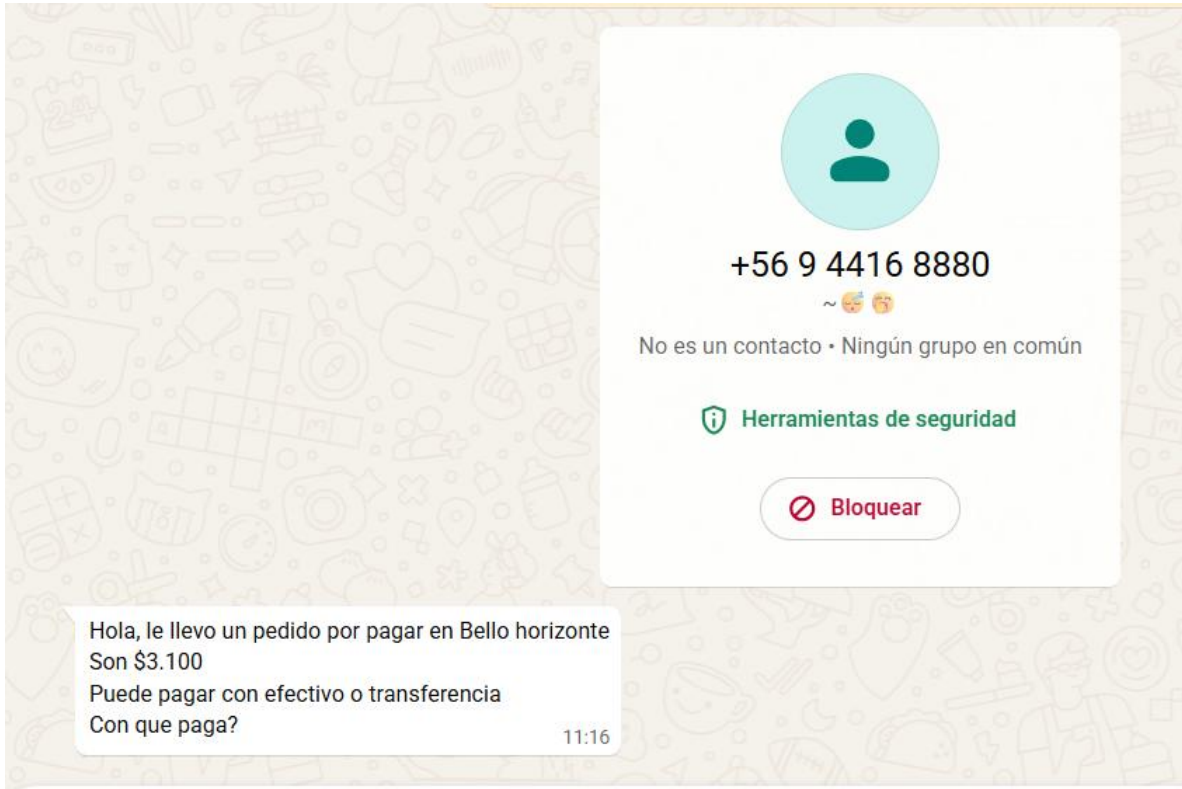 +56 9 4416 8880
~😴 🥱
No es un contacto • Ningún grupo en común
Herramientas de seguridad
Bloquear
Hola, le llevo un pedido por pagar en Bello horizonte
Son $3.100
Puede pagar con efectivo o transferencia
Con que paga?
11:16